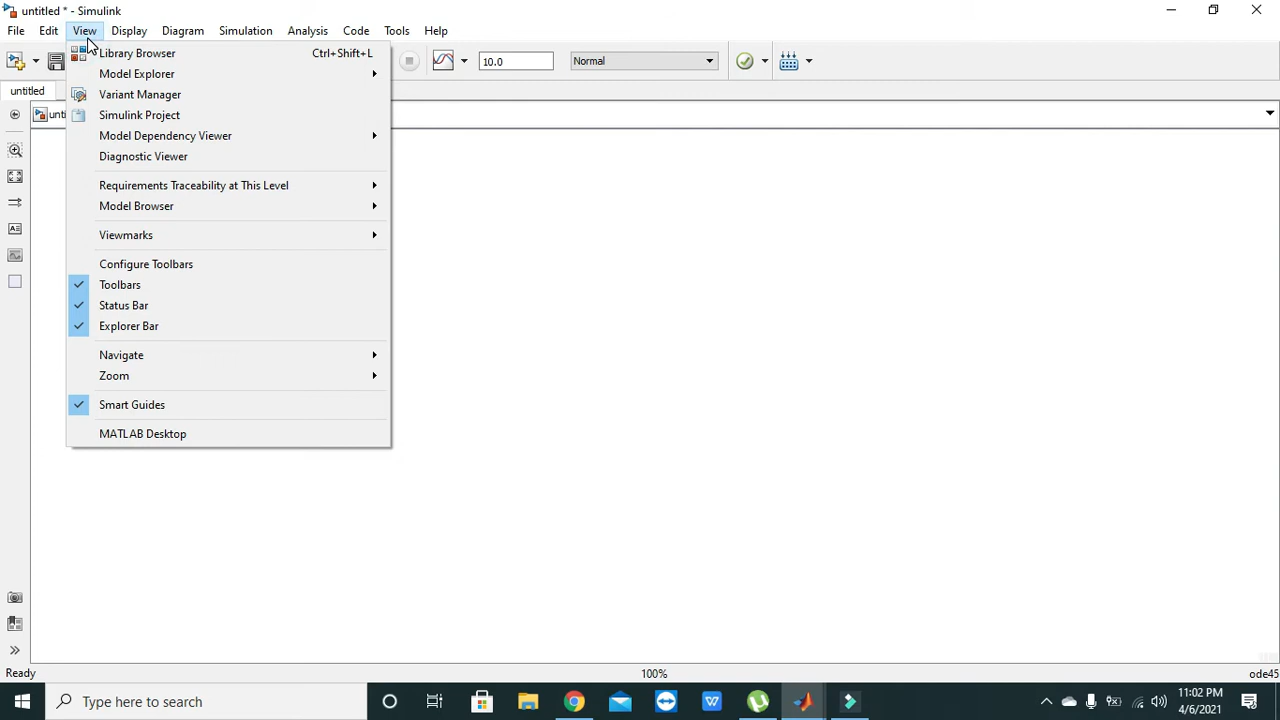 untitled * - Simulink
File Edit View Display Diagram Simulation Analysis Code Tools Help
Library Browser Ctrl+Shift+L
Model Explorer
10.0
Normal
Variant Manager
untitled
Simulink Project
Model Dependency Viewer
Diagnostic Viewer
Requirements Traceability at This Level
Model Browser
Viewmarks
Configure Toolbars
Toolbars
Status Bar
Explorer Bar
Navigate
Zoom
Smart Guides
MATLAB Desktop
Ready 100% ode45
Type here to search
11:02 PM
4/6/2021